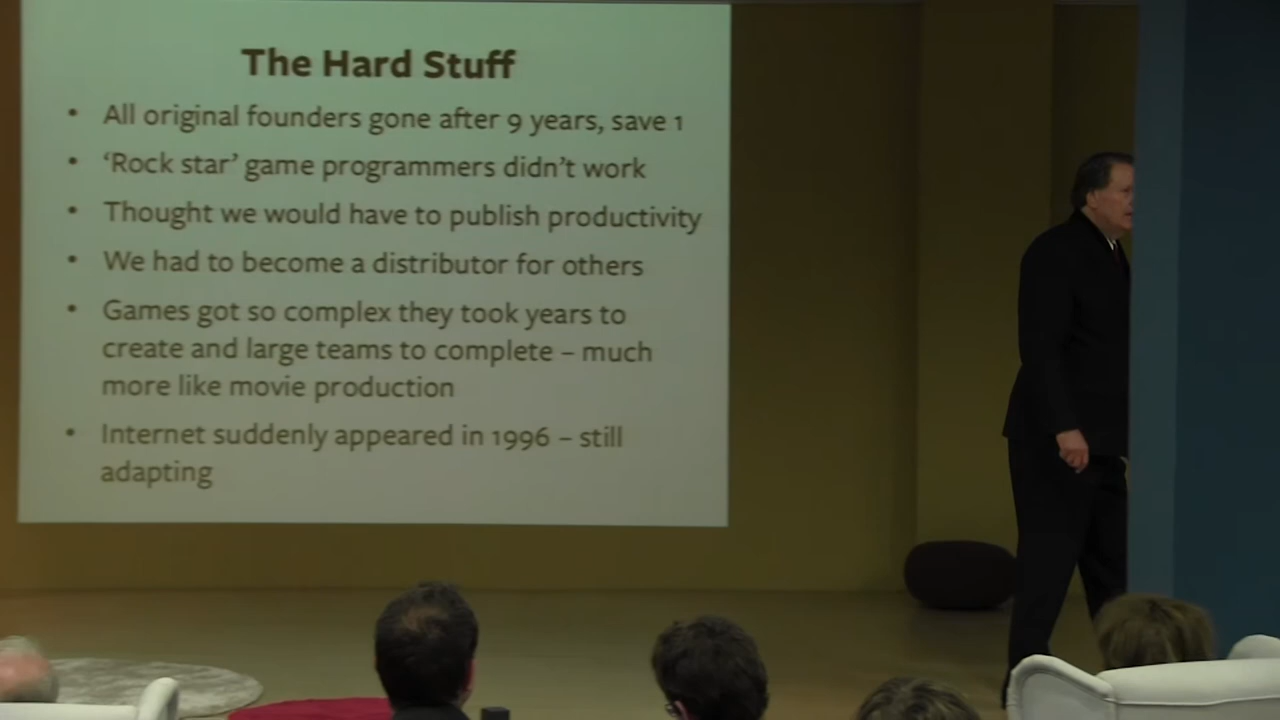 The Hard Stuff
• All original founders gone after 9 years, save 1
• ‘Rock star’ game programmers didn’t work
• Thought we would have to publish productivity
• We had to become a distributor for others
• Games got so complex they took years to
create and large teams to complete – much
more like movie production
• Internet suddenly appeared in 1996 – still
adapting